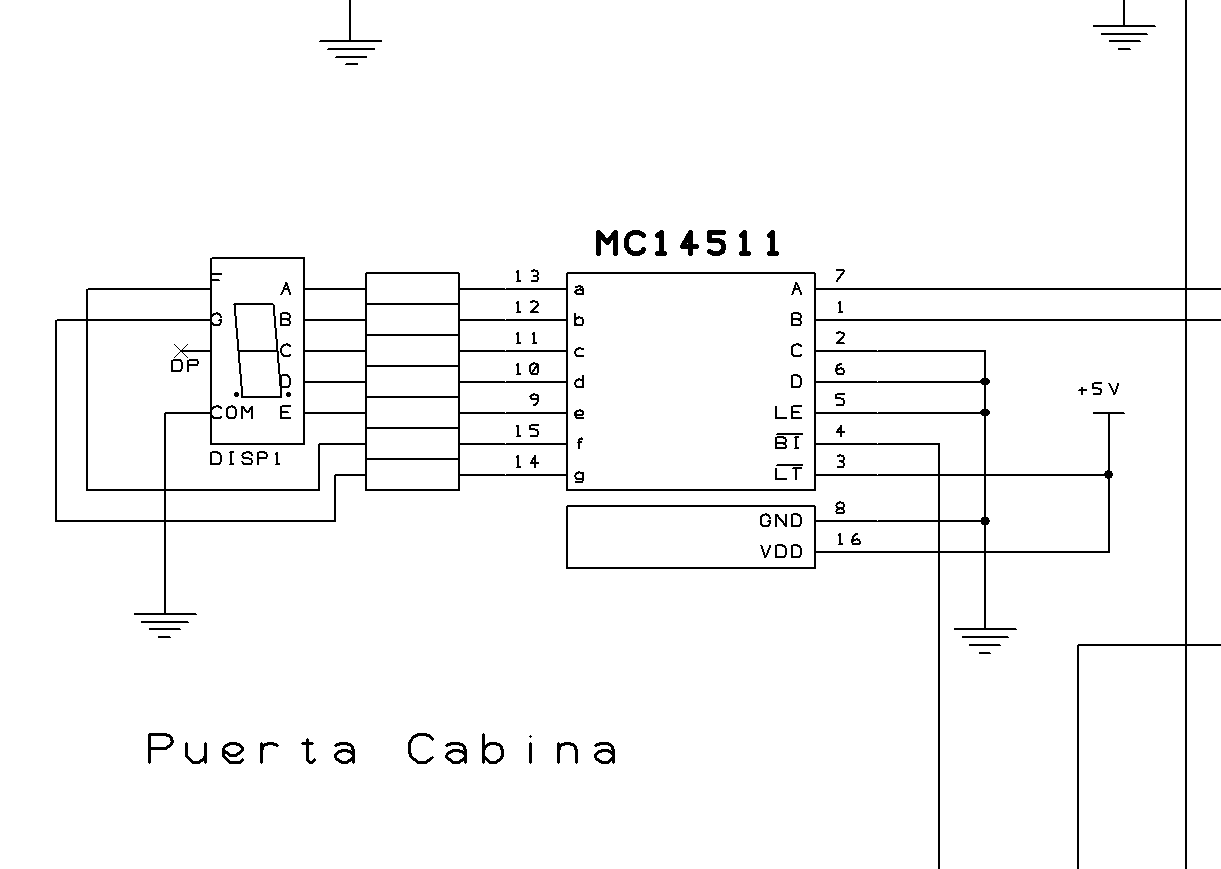 MC14511
F A 13 a A 7
G B 12 b B 1
C 11 c C 2
DP D 10 d D 6
+5V
COM E 9 e LE 5
15 f BI 4
DISP1 14 g LT 3
GND 8
VDD 16
Puerta Cabina